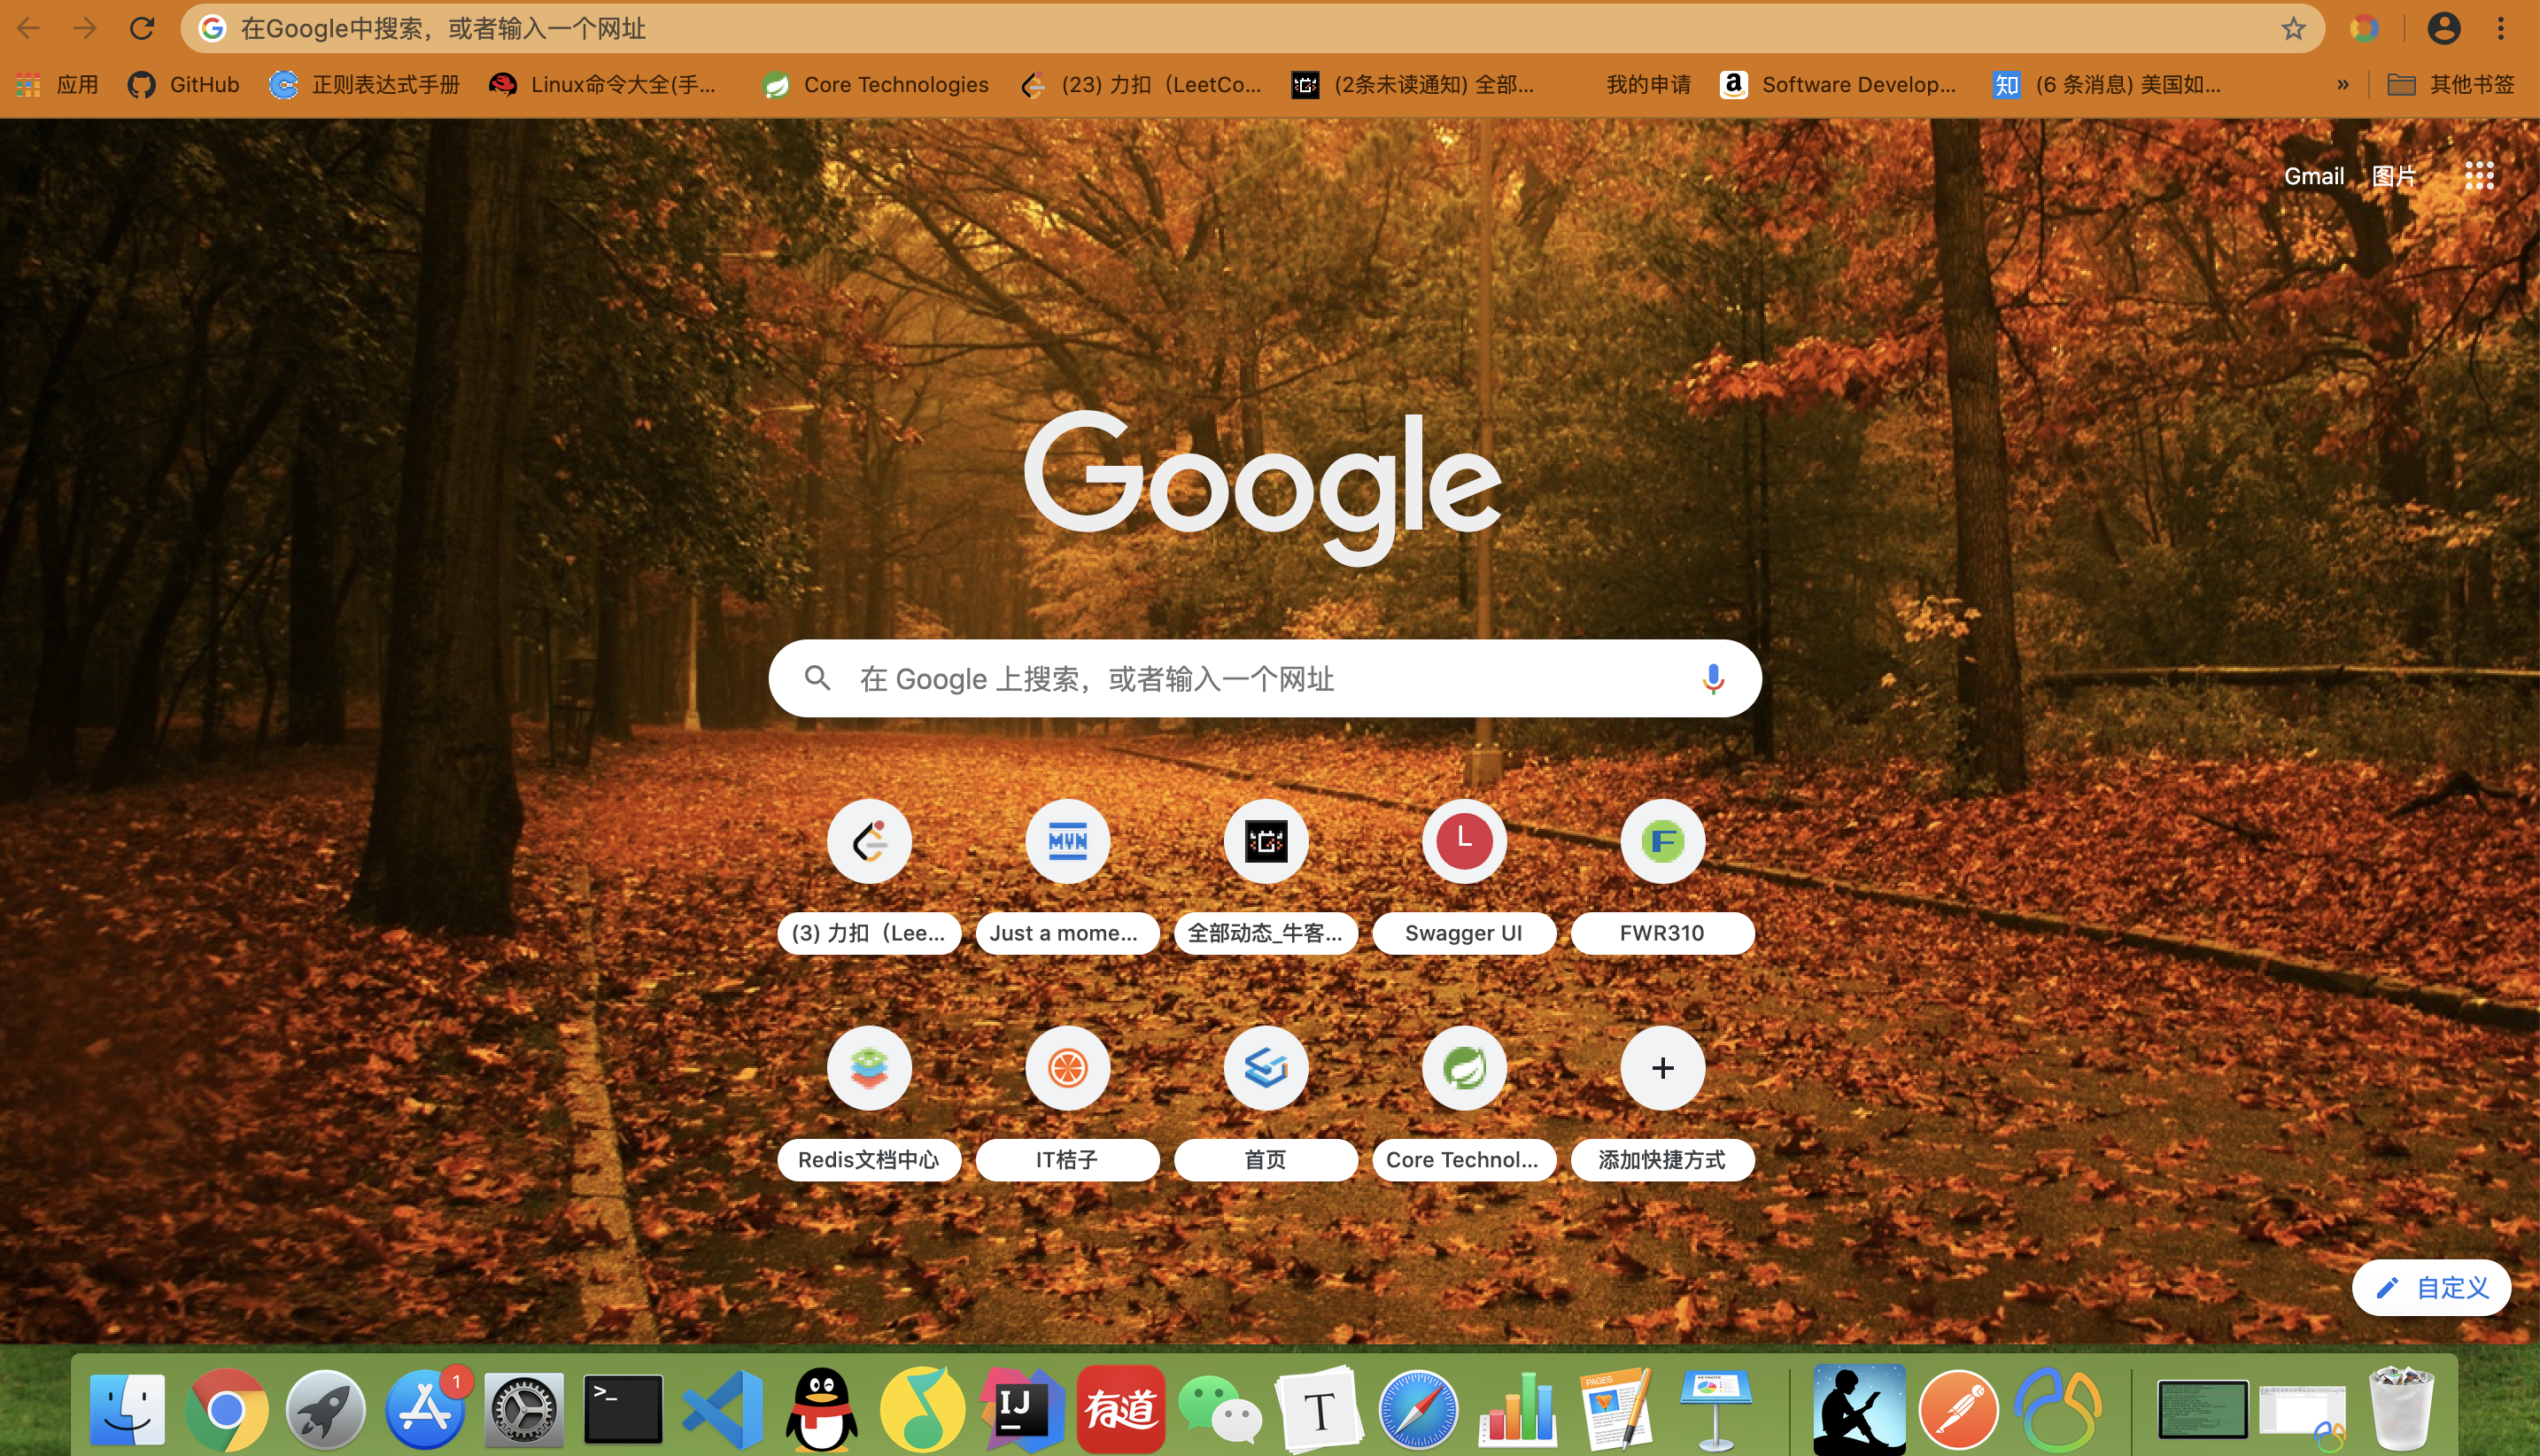 在Google中搜索，或者输入一个网址
应用 GitHub 正则表达式手册 Linux命令大全(手... Core Technologies (23) 力扣（LeetCo... (2条未读通知) 全部... 我的申请 Software Develop... (6 条消息) 美国如... » 其他书签
Gmail 图片
Google
在 Google 上搜索，或者输入一个网址
L
(3) 力扣（Lee... Just a mome... 全部动态_牛客... Swagger UI FWR310
Redis文档中心 IT桔子 首页 Core Technol... 添加快捷方式
自定义
1
>_
IJ
有道
T
PAGES
KEYNOTE